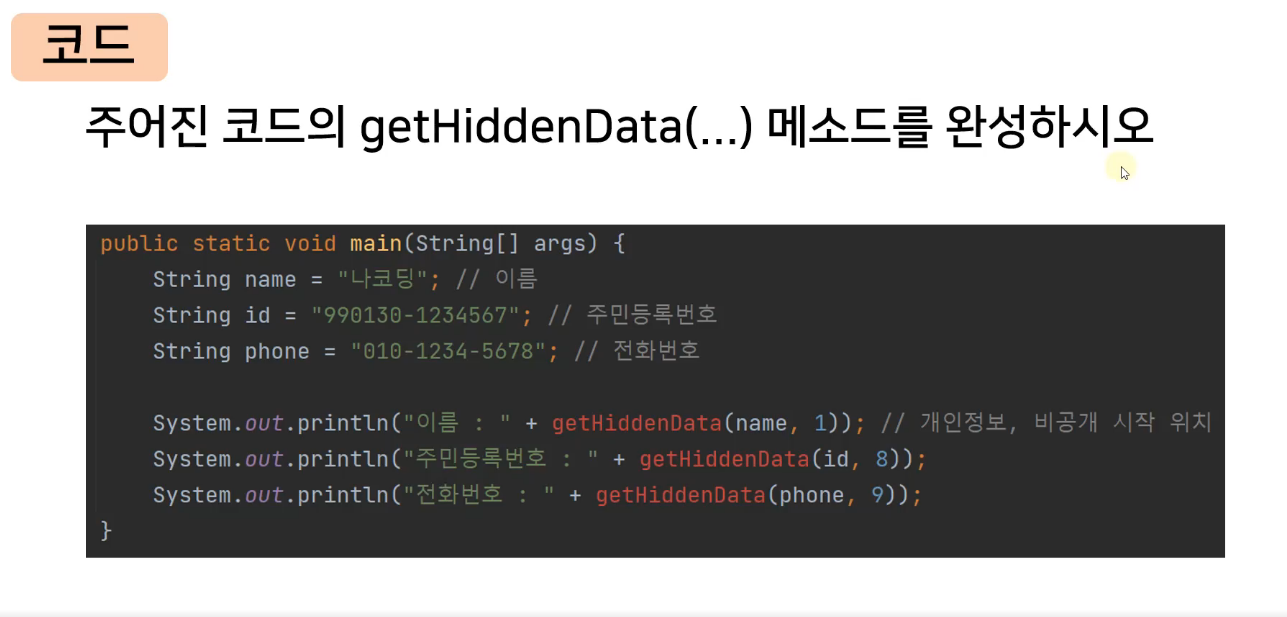 코드
주어진 코드의 getHiddenData(...) 메소드를 완성하시오
public static void main(String[] args) {
String name = "나코딩"; // 이름
String id = "990130-1234567"; // 주민등록번호
String phone = "010-1234-5678"; // 전화번호
System.out.println("이름 : " + getHiddenData(name, 1)); // 개인정보, 비공개 시작 위치
System.out.println("주민등록번호 : " + getHiddenData(id, 8));
System.out.println("전화번호 : " + getHiddenData(phone, 9));
}